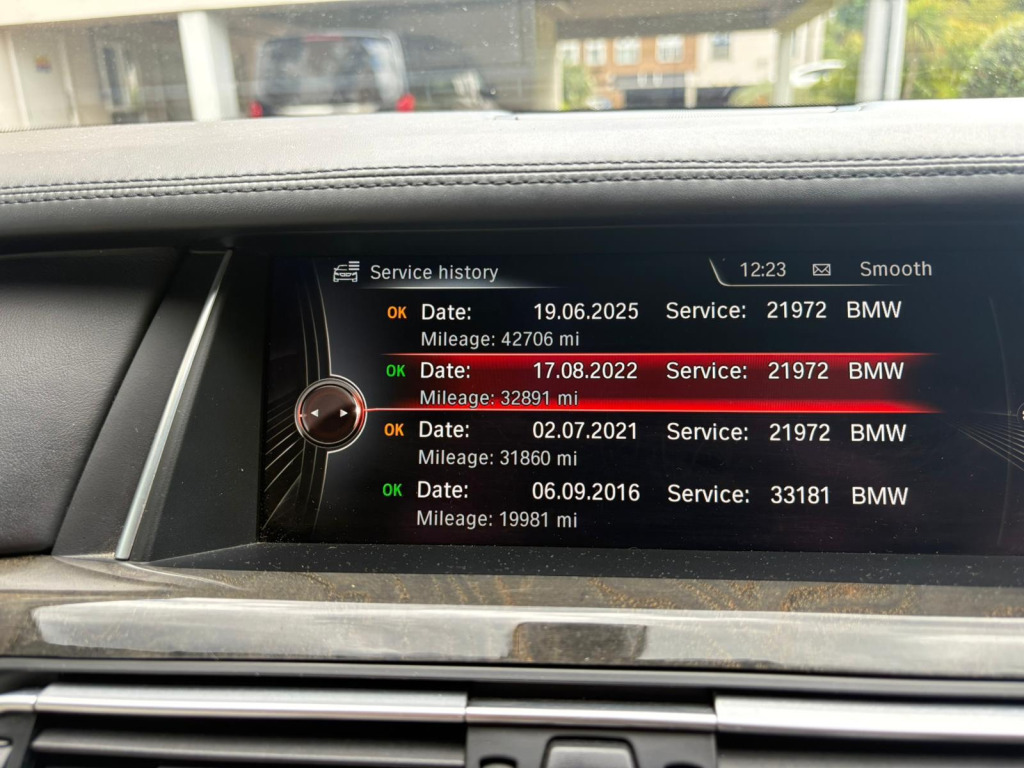 Service history 12:23 Smooth
OK Date: 19.06.2025 Service: 21972 BMW
Mileage: 42706 mi
OK Date: 17.08.2022 Service: 21972 BMW
Mileage: 32891 mi
OK Date: 02.07.2021 Service: 21972 BMW
Mileage: 31860 mi
OK Date: 06.09.2016 Service: 33181 BMW
Mileage: 19981 mi